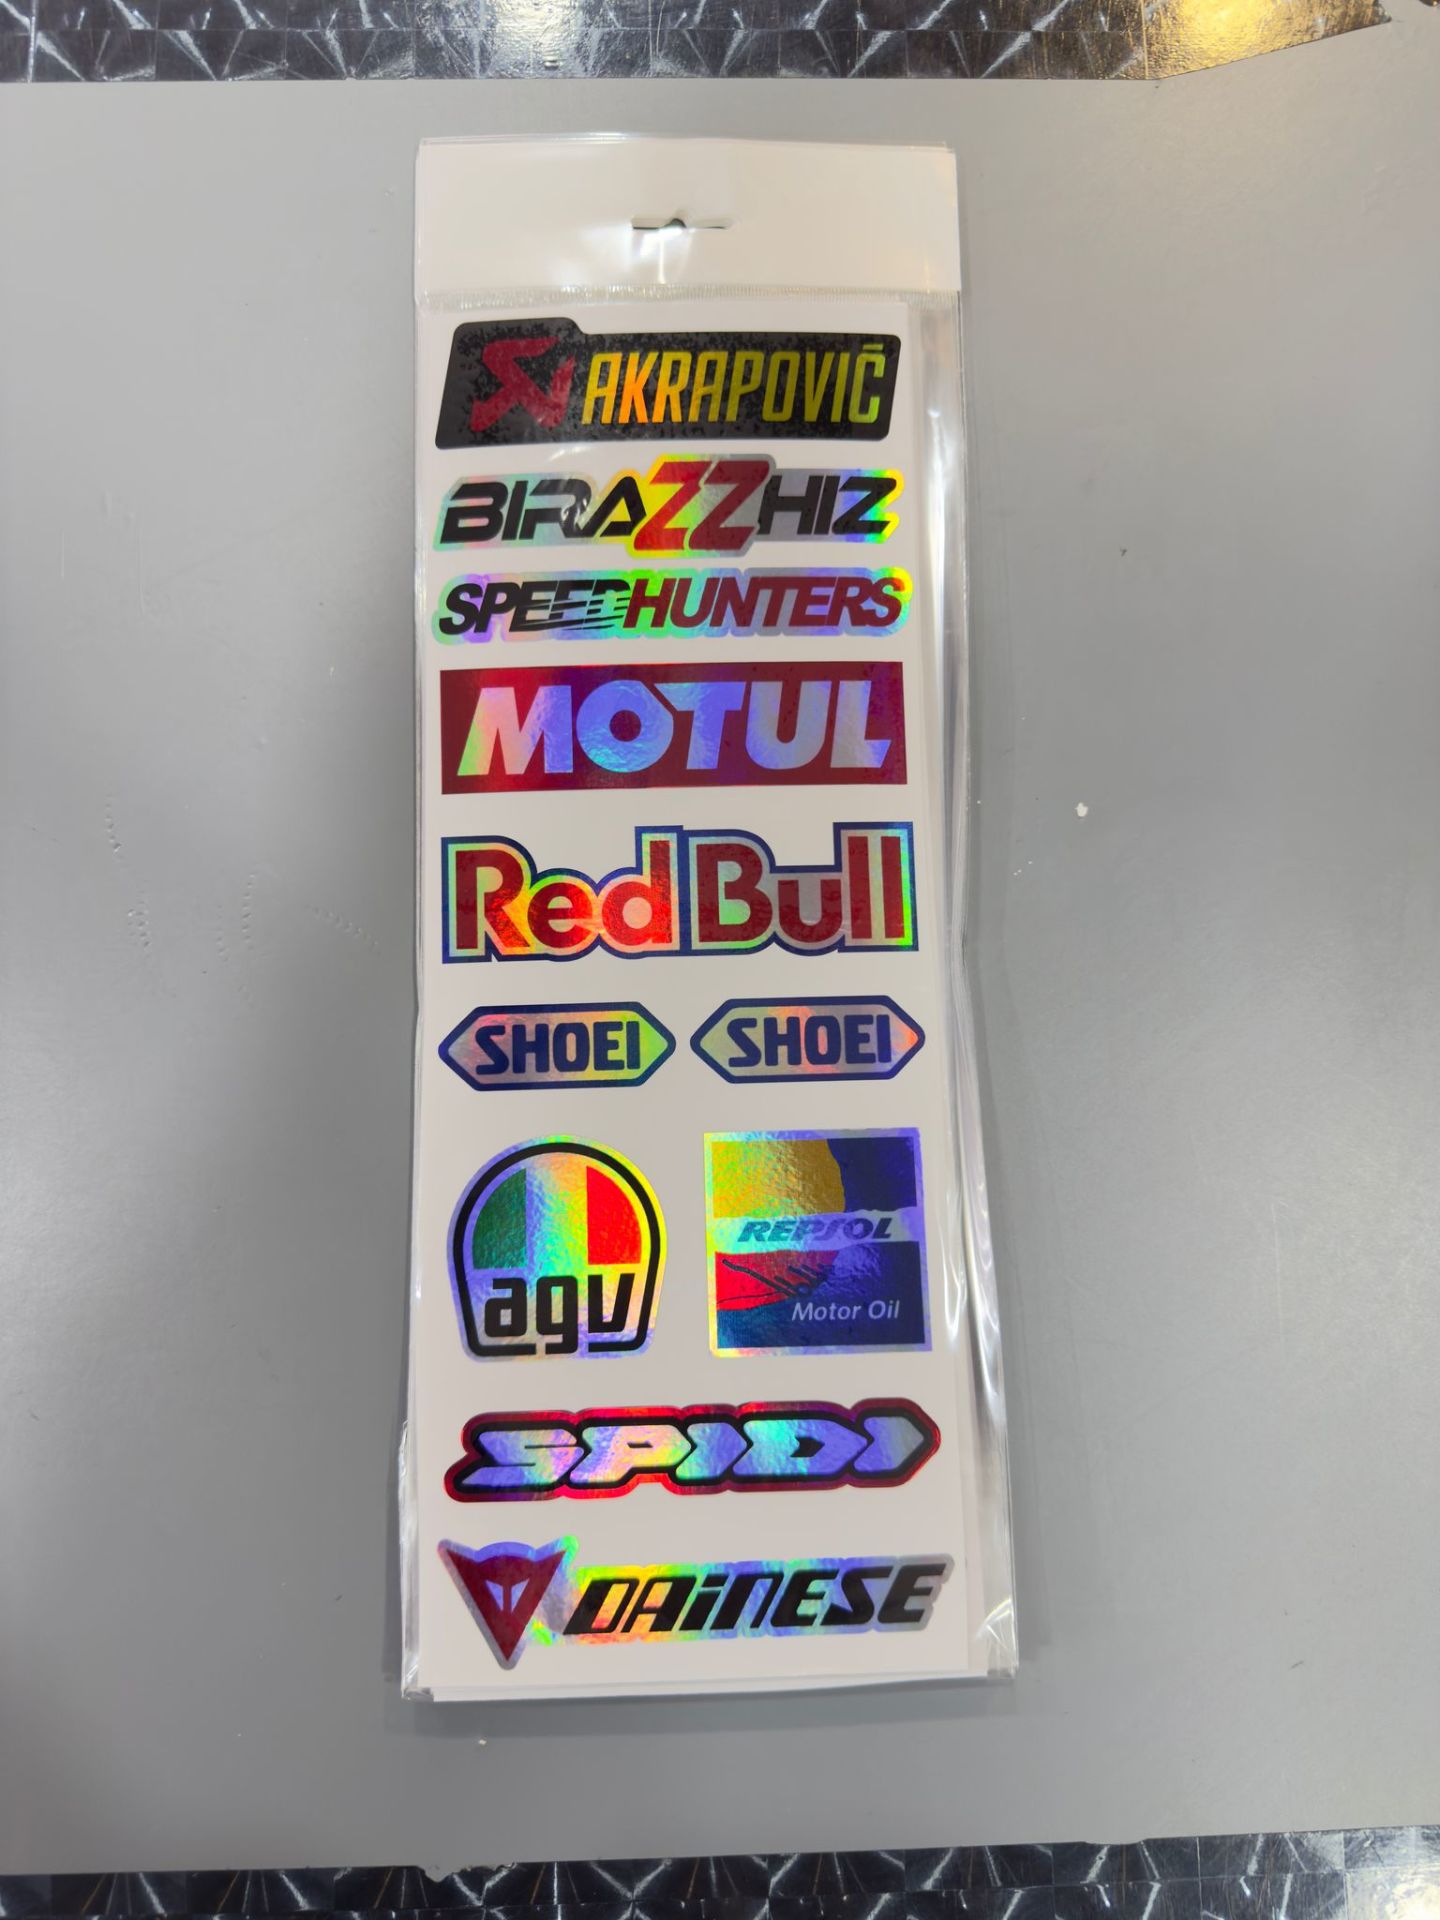 AKRAPOVIČ
BIRAZZHIZ
SPEEDHUNTERS
MOTUL
Red Bull
SHOEI SHOEI
agv
REPSOL
Motor Oil
SPIDI
DAiNESE